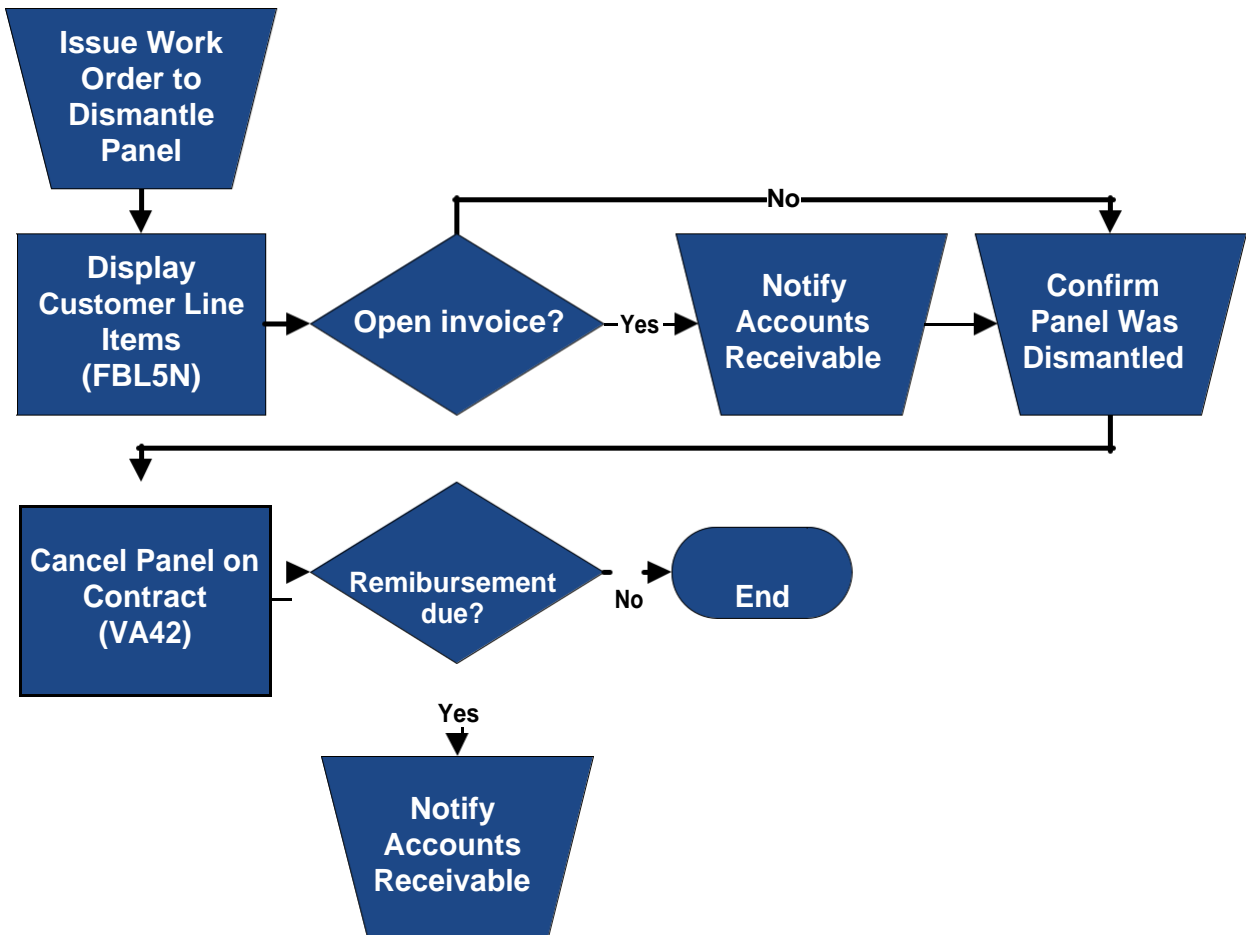 Issue Work
Order to
Dismantle
Panel
No
Display
Customer Line
Items
(FBL5N)
Open invoice?
Yes
Notify
Accounts
Receivable
Confirm
Panel Was
Dismantled
Cancel Panel on
Contract
(VA42)
Remibursement
due?
No
End
Yes
Notify
Accounts
Receivable